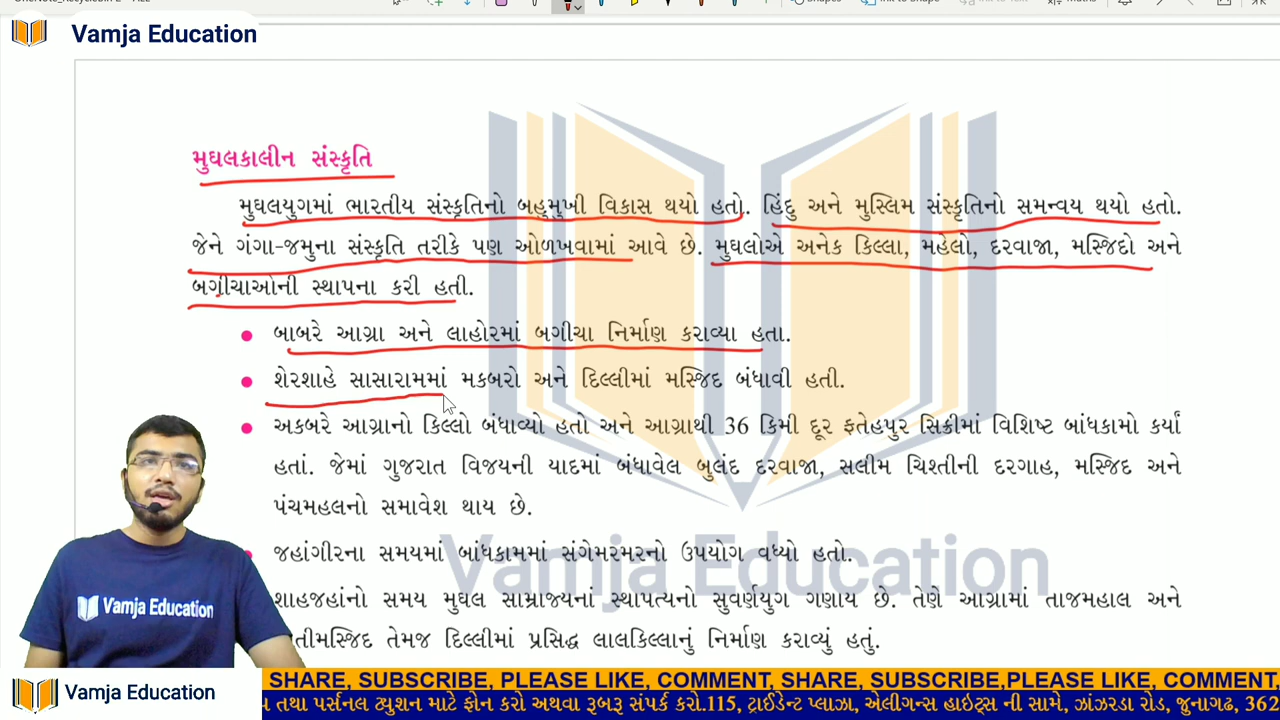 Vamja Education
મુઘલકાલીન સંસ્કૃતિ
મુઘલયુગમાં ભારતીય સંસ્કૃતિનો બહુમુખી વિકાસ થયો હતો. હિંદુ અને મુસ્લિમ સંસ્કૃતિનો સમન્વય થયો હતો.
જેને ગંગા-જમુના સંસ્કૃતિ તરીકે પણ ઓળખવામાં આવે છે. મુઘલોએ અનેક કિલ્લા, મહેલો, દરવાજા, મસ્જિદો અને
બગીચાઓની સ્થાપના કરી હતી.
બાબરે આગ્રા અને લાહોરમાં બગીચા નિર્માણ કરાવ્યા હતા.
શેરશાહે સાસારામમાં મકબરો અને દિલ્લીમાં મસ્જિદ બંધાવી હતી.
અકબરે આગ્રાનો કિલ્લો બંધાવ્યો હતો અને આગ્રાથી 36 કિમી દૂર ફતેહપુર સિક્રીમાં વિશિષ્ટ બાંધકામો કર્યાં
હતાં. જેમાં ગુજરાત વિજયની યાદમાં બંધાવેલ બુલંદ દરવાજા, સલીમ ચિશ્તીની દરગાહ, મસ્જિદ અને
પંચમહલનો સમાવેશ થાય છે.
જહાંગીરના સમયમાં બાંધકામમાં સંગેમરમરનો ઉપયોગ વધ્યો હતો.
Vamja Education
શાહજહાંનો સમય મુઘલ સામ્રાજ્યનાં સ્થાપત્યનો સુવર્ણયુગ ગણાય છે. તેણે આગ્રામાં તાજમહાલ અને
તીમસ્જિદ તેમજ દિલ્લીમાં પ્રસિદ્ધ લાલકિલ્લાનું નિર્માણ કરાવ્યું હતું.
Vamja Education
SHARE, SUBSCRIBE, PLEASE LIKE, COMMENT, SHARE, SUBSCRIBE,PLEASE LIKE, COMMENT,
Vamja Education
તથા પર્સનલ ટ્યુશન માટે ફોન કરો અથવા રૂબરૂ સંપર્ક કરો.115, ટ્રાઈડેન્ટ પ્લાઝા, એલીગન્સ હાઇટ્સ ની સામે, ઝાંઝરડા રોડ, જુનાગઢ, 362